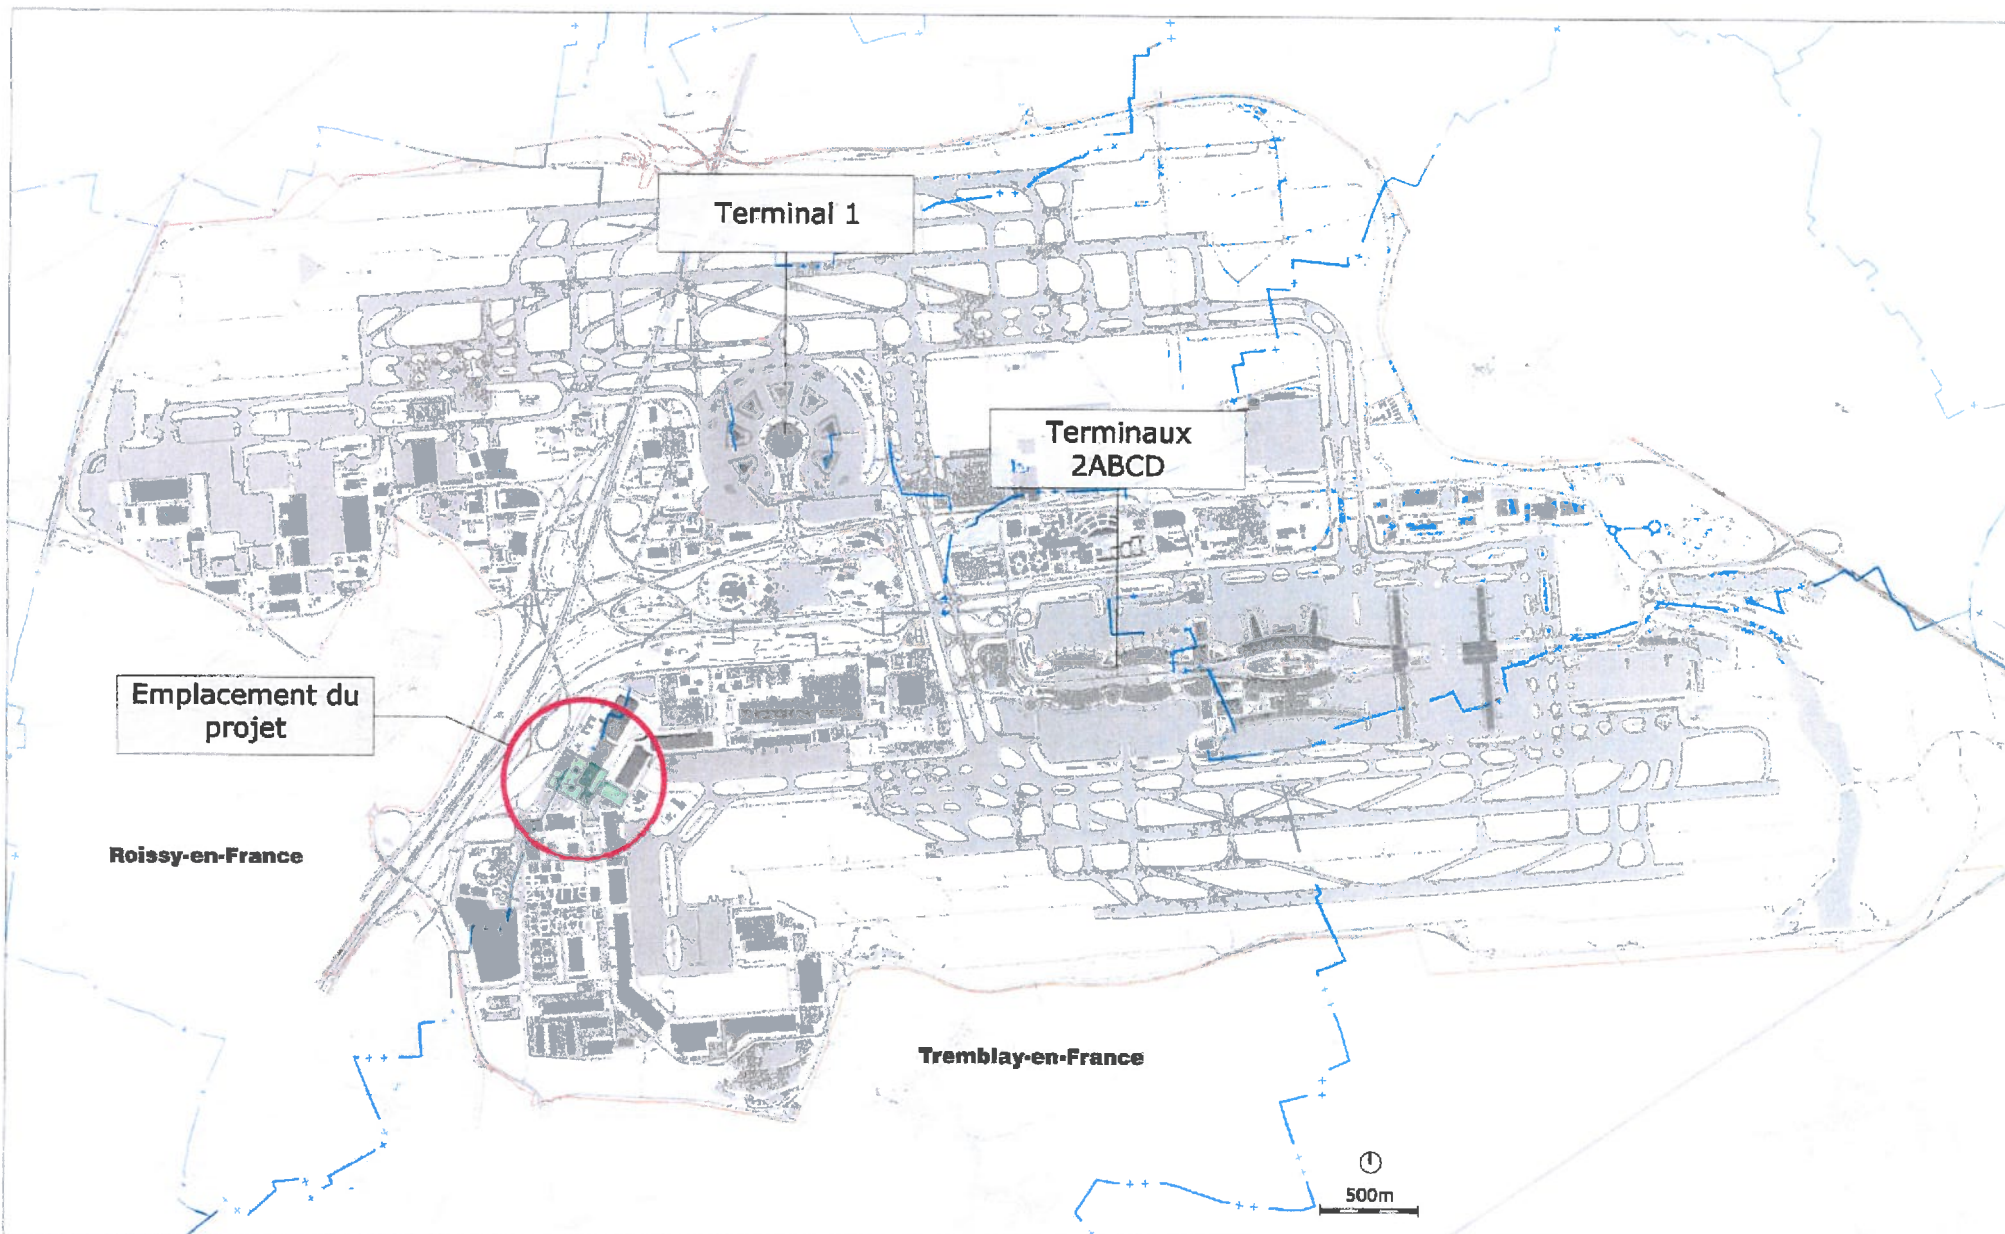 Terminal 1
Terminaux
2ABCD
Emplacement du
projet
Roissy-en-France
Tremblay-en-France
500m